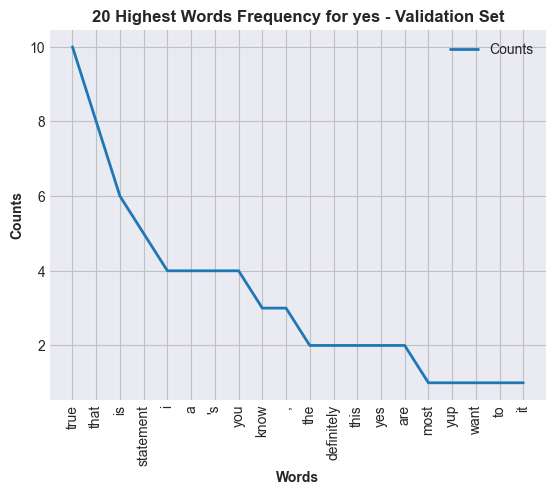 20 Highest Words Frequency for yes - Validation Set
Counts
10
8
6
4
2
Counts
true
that
is
statement
i
a
's
you
know
,
the
definitely
this
yes
are
most
yup
want
to
it
Words